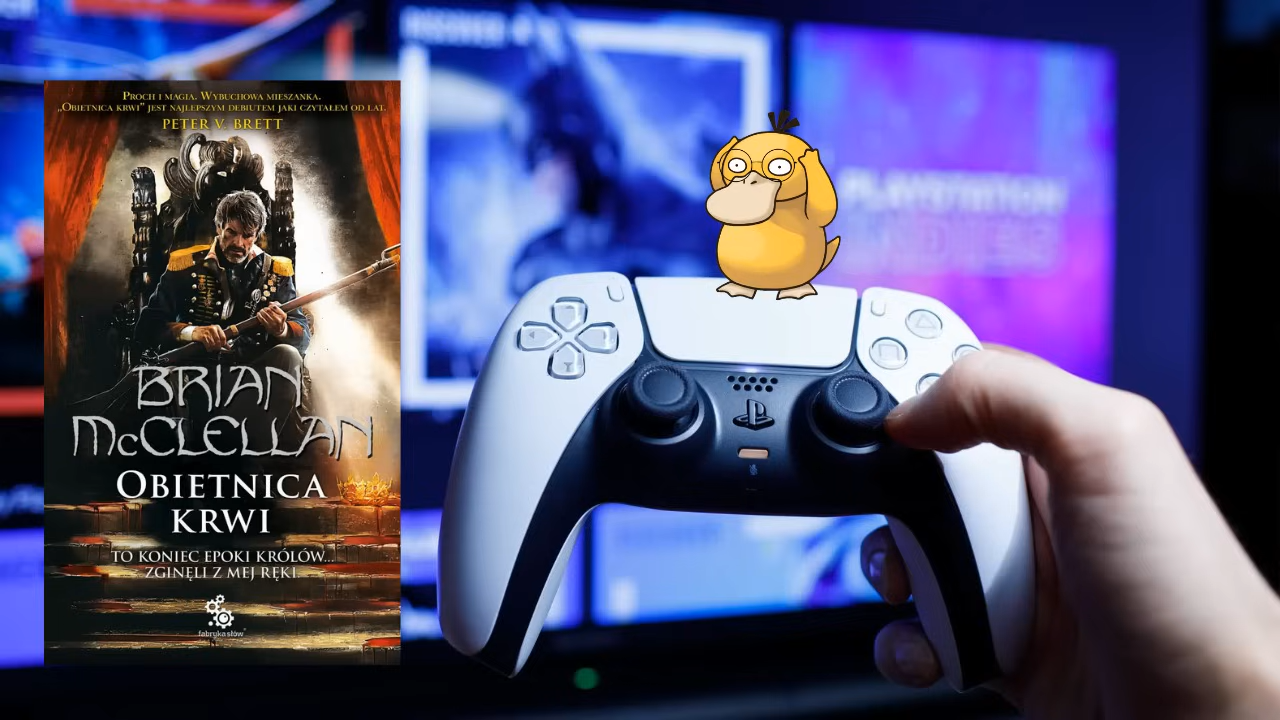 PROCH I MAGIA. WYBUCHOWA MIESZANKA.
„OBIETNICA KRWI” JEST NAJLEPSZYM DEBIUTEM JAKI CZYTAŁEM OD LAT.
PETER V. BRETT
BRIAN
McCLELLAN
OBIETNICA
KRWI
TO KONIEC EPOKI KRÓLÓW...
ZGINĘLI Z MEJ RĘKI.
fabryka słów
PLAYSTATION